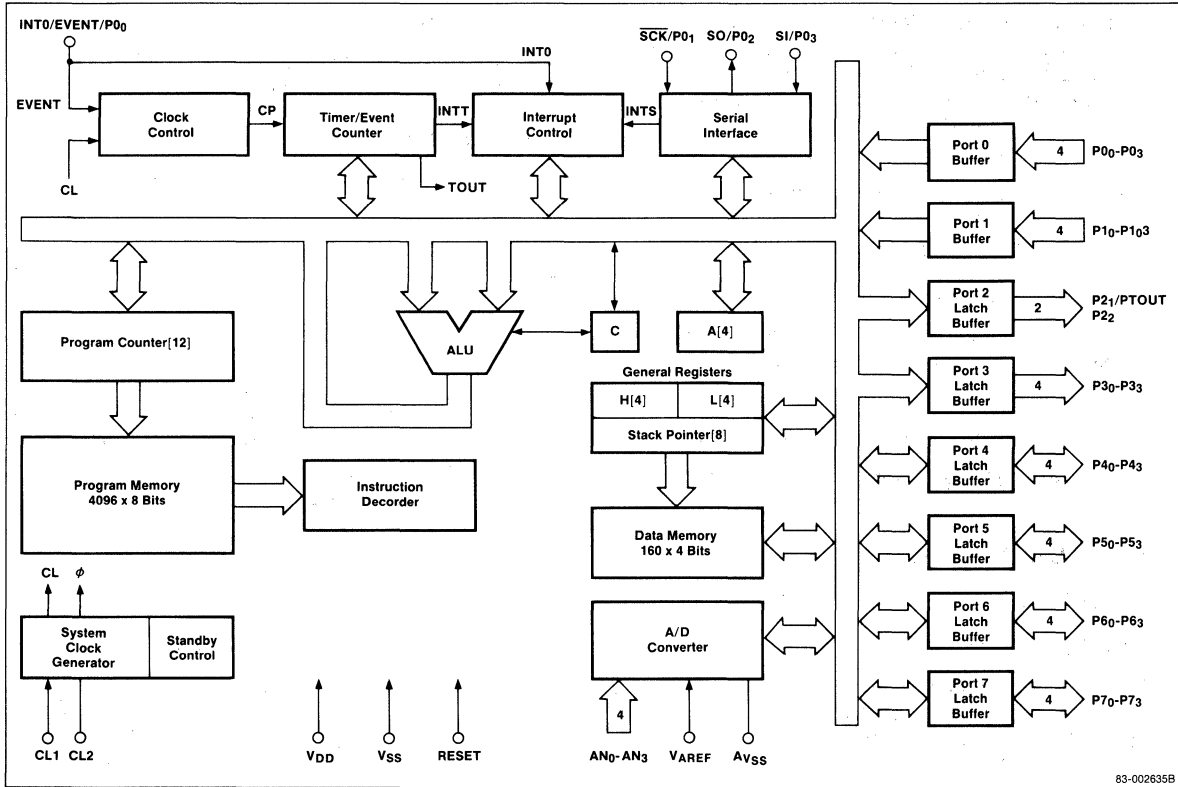 INT0/EVENT/P0₀
S̅C̅K̅/P0₁
SO/P0₂
SI/P0₃
INT0
EVENT
Clock
Control
CP
Timer/Event
Counter
INTT
Interrupt
Control
INTS
Serial
Interface
CL
TOUT
Port 0
Buffer
4
P0₀-P0₃
Port 1
Buffer
4
P1₀-P1₀3
Port 2
Latch
Buffer
2
P2₁/PTOUT
P2₂
Program Counter[12]
ALU
C
A[4]
Port 3
Latch
Buffer
4
P3₀-P3₃
General Registers
H[4]
L[4]
Stack Pointer[8]
Port 4
Latch
Buffer
4
P4₀-P4₃
Program Memory
4096 x 8 Bits
Instruction
Decorder
Data Memory
160 x 4 Bits
Port 5
Latch
Buffer
4
P5₀-P5₃
CL
ϕ
System
Clock
Generator
Standby
Control
A/D
Converter
Port 6
Latch
Buffer
4
P6₀-P6₃
Port 7
Latch
Buffer
4
P7₀-P7₃
4
CL1
CL2
VDD
VSS
RESET
AN₀-AN₃
VAREF
AVSS
83-002635B